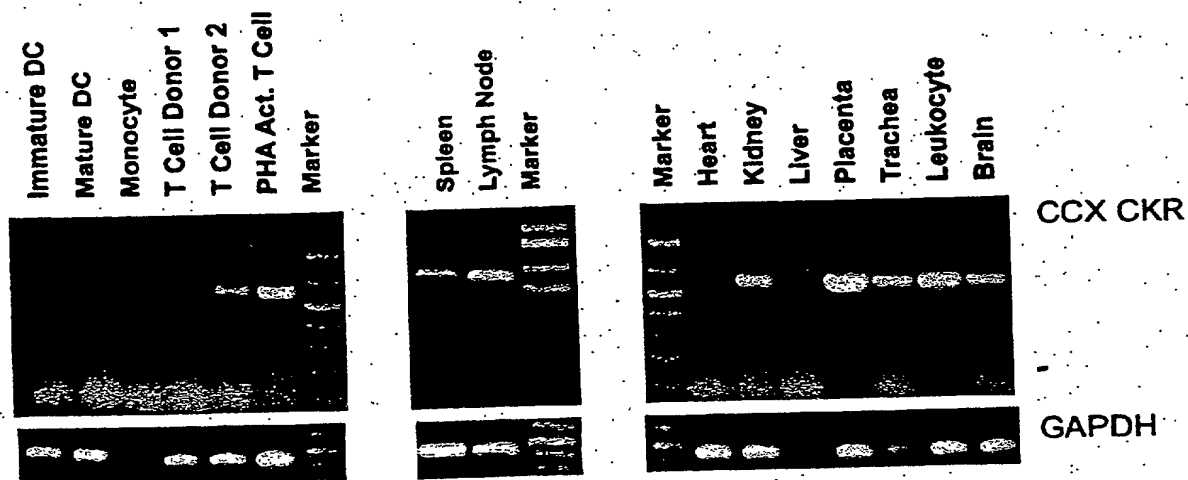 Immature DC
Mature DC
Monocyte
T Cell Donor 1
T Cell Donor 2
PHA Act. T Cell
Marker
Spleen
Lymph Node
Marker
Marker
Heart
Kidney
Liver
Placenta
Trachea
Leukocyte
Brain
CCX CKR
GAPDH